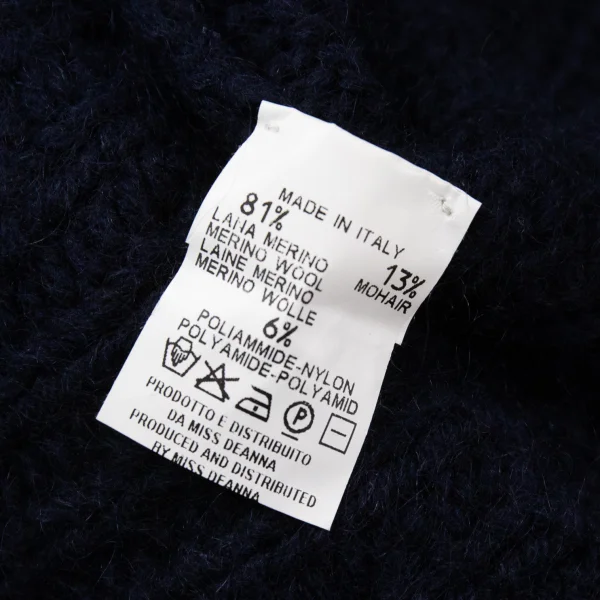 MADE IN ITALY
81%
LANA MERINO
MERINO WOOL
LAINE MERINO
MERINO WOLLE
13%
MOHAIR
6%
POLIAMMIDE-NYLON
POLYAMIDE-POLYAMID
P
PRODOTTO E DISTRIBUITO
DA MISS DEANNA
PRODUCED AND DISTRIBUTED
BY MISS DEANNA